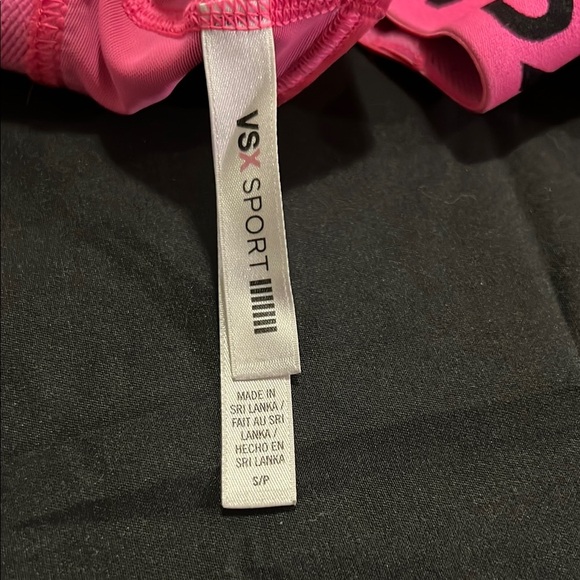 VSX SPORT
MADE IN
SRI LANKA /
FAIT AU SRI
LANKA /
HECHO EN
SRI LANKA
S/P